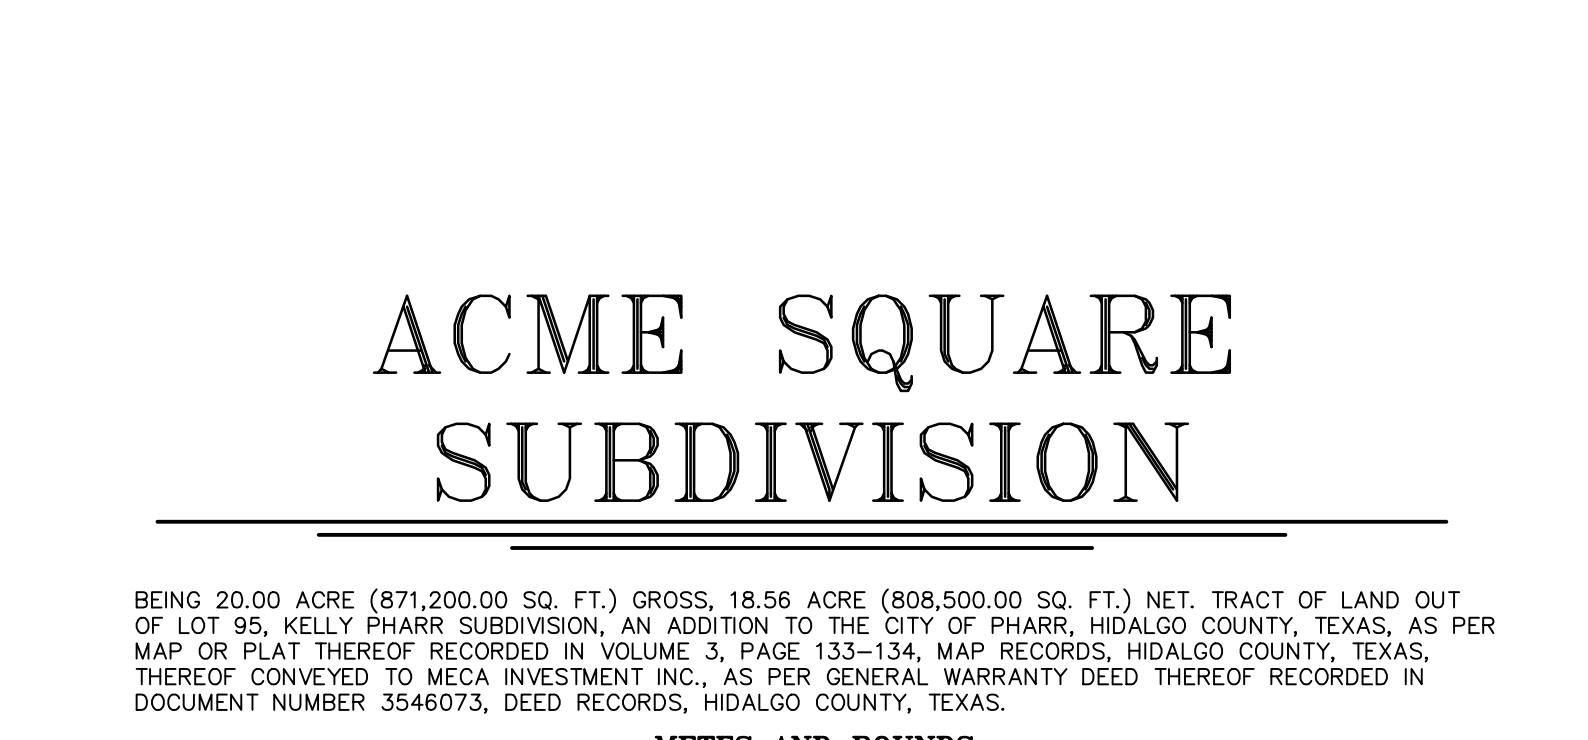 ACME SQUARE
SUBDIVISION
BEING 20.00 ACRE (871,200.00 SQ. FT.) GROSS, 18.56 ACRE (808,500.00 SQ. FT.) NET. TRACT OF LAND OUT
OF LOT 95, KELLY PHARR SUBDIVISION, AN ADDITION TO THE CITY OF PHARR, HIDALGO COUNTY, TEXAS, AS PER
MAP OR PLAT THEREOF RECORDED IN VOLUME 3, PAGE 133–134, MAP RECORDS, HIDALGO COUNTY, TEXAS,
THEREOF CONVEYED TO MECA INVESTMENT INC., AS PER GENERAL WARRANTY DEED THEREOF RECORDED IN
DOCUMENT NUMBER 3546073, DEED RECORDS, HIDALGO COUNTY, TEXAS.
METES AND BOUNDS